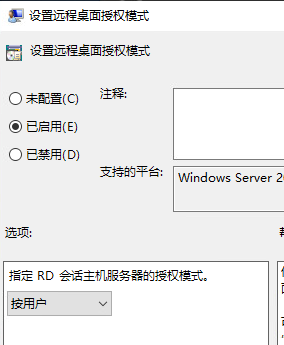 设置远程桌面授权模式
设置远程桌面授权模式
未配置(C)
注释:
已启用(E)
已禁用(D)
支持的平台:
Windows Server 20
选项:
指定 RD 会话主机服务器的授权模式。
按用户